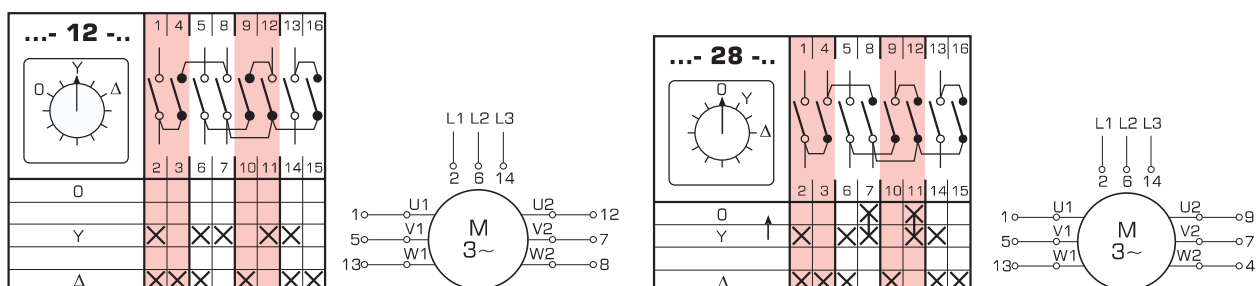 ...- 12 -..
1 4 5 8 9 12 13 16
Y
0 Δ
2 3 6 7 10 11 14 15
0
Y X X X X X
Δ X X X X X X
L1 L2 L3
2 6 14
1 U1 U2 12
5 V1 M V2 7
13 W1 3~ W2 8
...- 28 -..
1 4 5 8 9 12 13 16
0
Y
Δ
2 3 6 7 10 11 14 15
0 X X
Y X X X X X
Δ X X X X X X
L1 L2 L3
2 6 14
1 U1 U2 9
5 V1 M V2 7
13 W1 3~ W2 4